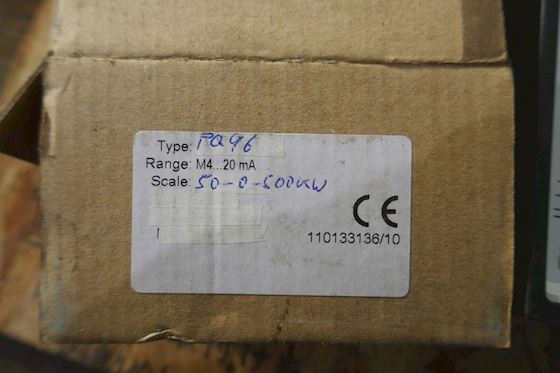 Type: PQ96
Range: M4...20 mA
Scale: 50-0-500KW
CE
110133136/10